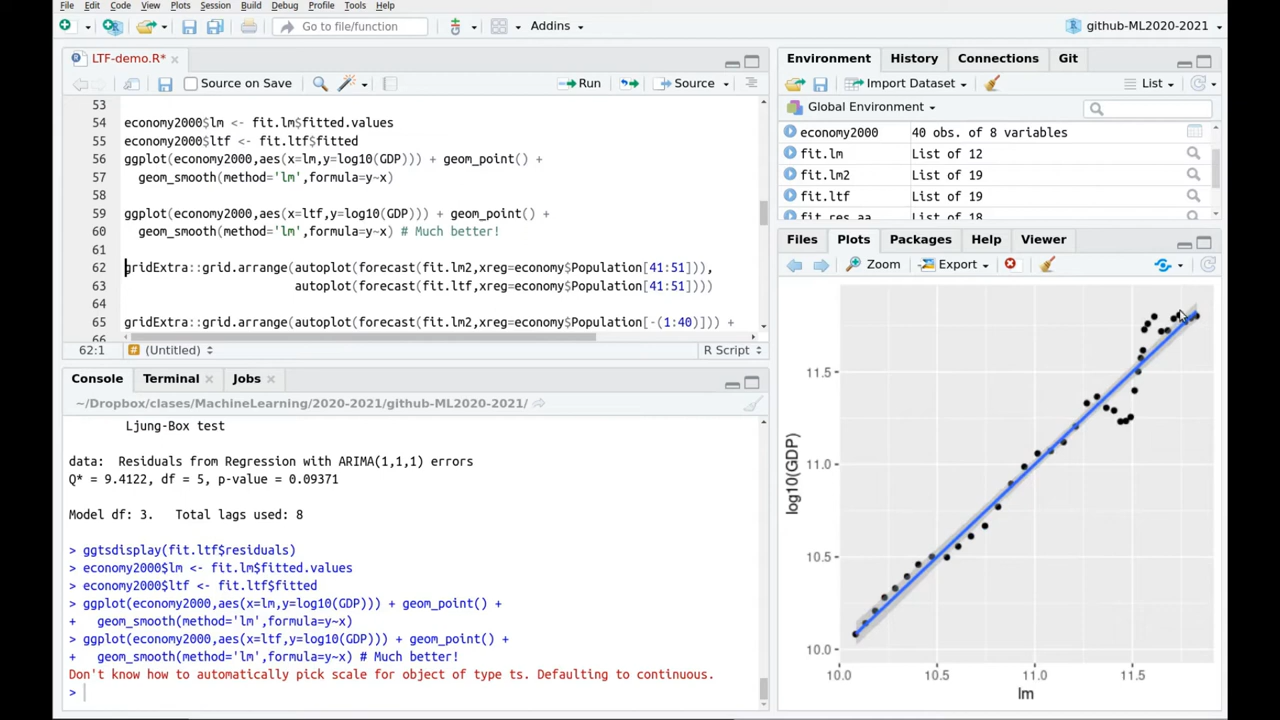 File Edit Code View Plots Session Build Debug Profile Tools Help
Go to file/function
Addins
github-ML2020-2021
LTF-demo.R*
Source on Save
Run
Source
53
54 economy2000$lm <- fit.lm$fitted.values
55 economy2000$ltf <- fit.ltf$fitted
56 ggplot(economy2000,aes(x=lm,y=log10(GDP))) + geom_point() +
57 geom_smooth(method='lm',formula=y~x)
58
59 ggplot(economy2000,aes(x=ltf,y=log10(GDP))) + geom_point() +
60 geom_smooth(method='lm',formula=y~x) # Much better!
61
62 gridExtra::grid.arrange(autoplot(forecast(fit.lm2,xreg=economy$Population[41:51])),
63 autoplot(forecast(fit.ltf,xreg=economy$Population[41:51])))
64
65 gridExtra::grid.arrange(autoplot(forecast(fit.lm2,xreg=economy$Population[-(1:40)])) +
66
62:1 # (Untitled) R Script
Console Terminal Jobs
~/Dropbox/clases/MachineLearning/2020-2021/github-ML2020-2021/
Ljung-Box test
data: Residuals from Regression with ARIMA(1,1,1) errors
Q* = 9.4122, df = 5, p-value = 0.09371
Model df: 3. Total lags used: 8
> ggtsdisplay(fit.ltf$residuals)
> economy2000$lm <- fit.lm$fitted.values
> economy2000$ltf <- fit.ltf$fitted
> ggplot(economy2000,aes(x=lm,y=log10(GDP))) + geom_point() +
+ geom_smooth(method='lm',formula=y~x)
> ggplot(economy2000,aes(x=ltf,y=log10(GDP))) + geom_point() +
+ geom_smooth(method='lm',formula=y~x) # Much better!
Don't know how to automatically pick scale for object of type ts. Defaulting to continuous.
>
Environment History Connections Git
Import Dataset List
Global Environment
economy2000 40 obs. of 8 variables
fit.lm List of 12
fit.lm2 List of 19
fit.ltf List of 19
fit.res.aa List of 18
Files Plots Packages Help Viewer
Zoom Export
log10(GDP)
11.5
11.0
10.5
10.0
10.0 10.5 11.0 11.5
lm